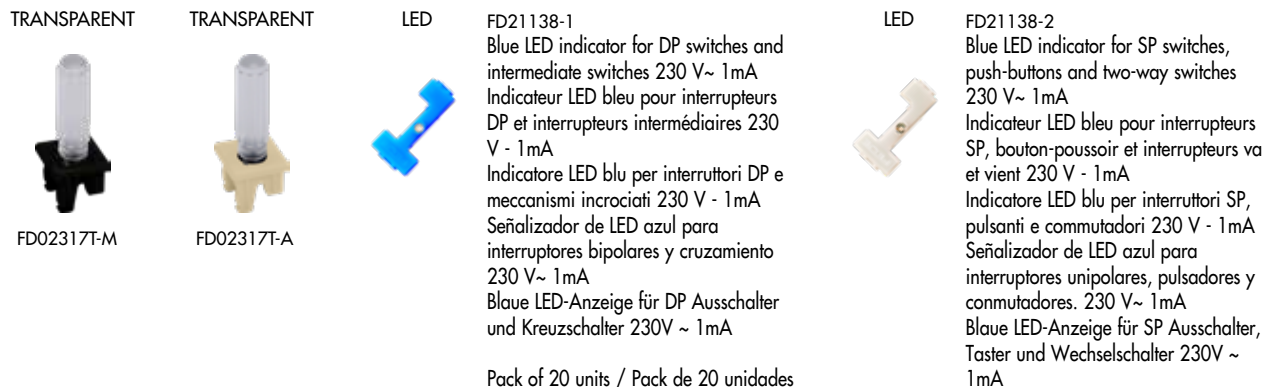 TRANSPARENT
FD02317T-M
TRANSPARENT
FD02317T-A
LED
FD21138-1
Blue LED indicator for DP switches and
intermediate switches 230 V~ 1mA
Indicateur LED bleu pour interrupteurs
DP et interrupteurs intermédiaires 230
V - 1mA
Indicatore LED blu per interruttori DP e
meccanismi incrociati 230 V - 1mA
Señalizador de LED azul para
interruptores bipolares y cruzamiento
230 V~ 1mA
Blaue LED-Anzeige für DP Ausschalter
und Kreuzschalter 230V ~ 1mA
Pack of 20 units / Pack de 20 unidades
LED
FD21138-2
Blue LED indicator for SP switches,
push-buttons and two-way switches
230 V~ 1mA
Indicateur LED bleu pour interrupteurs
SP, bouton-poussoir et interrupteurs va
et vient 230 V - 1mA
Indicatore LED blu per interruttori SP,
pulsanti e commutadori 230 V - 1mA
Señalizador de LED azul para
interruptores unipolares, pulsadores y
conmutadores. 230 V~ 1mA
Blaue LED-Anzeige für SP Ausschalter,
Taster und Wechselschalter 230V ~
1mA